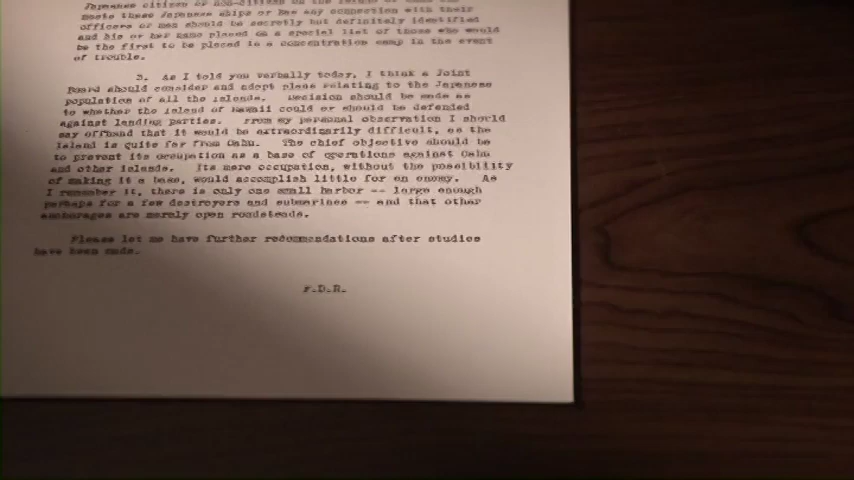 Japanese citizen or non-citizen on the Island of Oahu who
meets these Japanese ships or has any connection with their
officers or men should be secretly but definitely identified
and his or her name placed on a special list of those who would
be the first to be placed in a concentration camp in the event
of trouble.
3. As I told you verbally today, I think a Joint
Board should consider and adopt plans relating to the Japanese
population of all the islands. Decision should be made as
to whether the island of Hawaii could or should be defended
against landing parties. From my personal observation I should
say offhand that it would be extraordinarily difficult, as the
island is quite far from Oahu. The chief objective should be
to prevent its occupation as a base of operations against Oahu
and other islands. Its mere occupation, without the possibility
of making it a base, would accomplish little for an enemy. As
I remember it, there is only one small harbor -- large enough
perhaps for a few destroyers and submarines -- and that other
anchorages are merely open roadsteads.
Please let me have further recommendations after studies
have been made.
F.D.R.